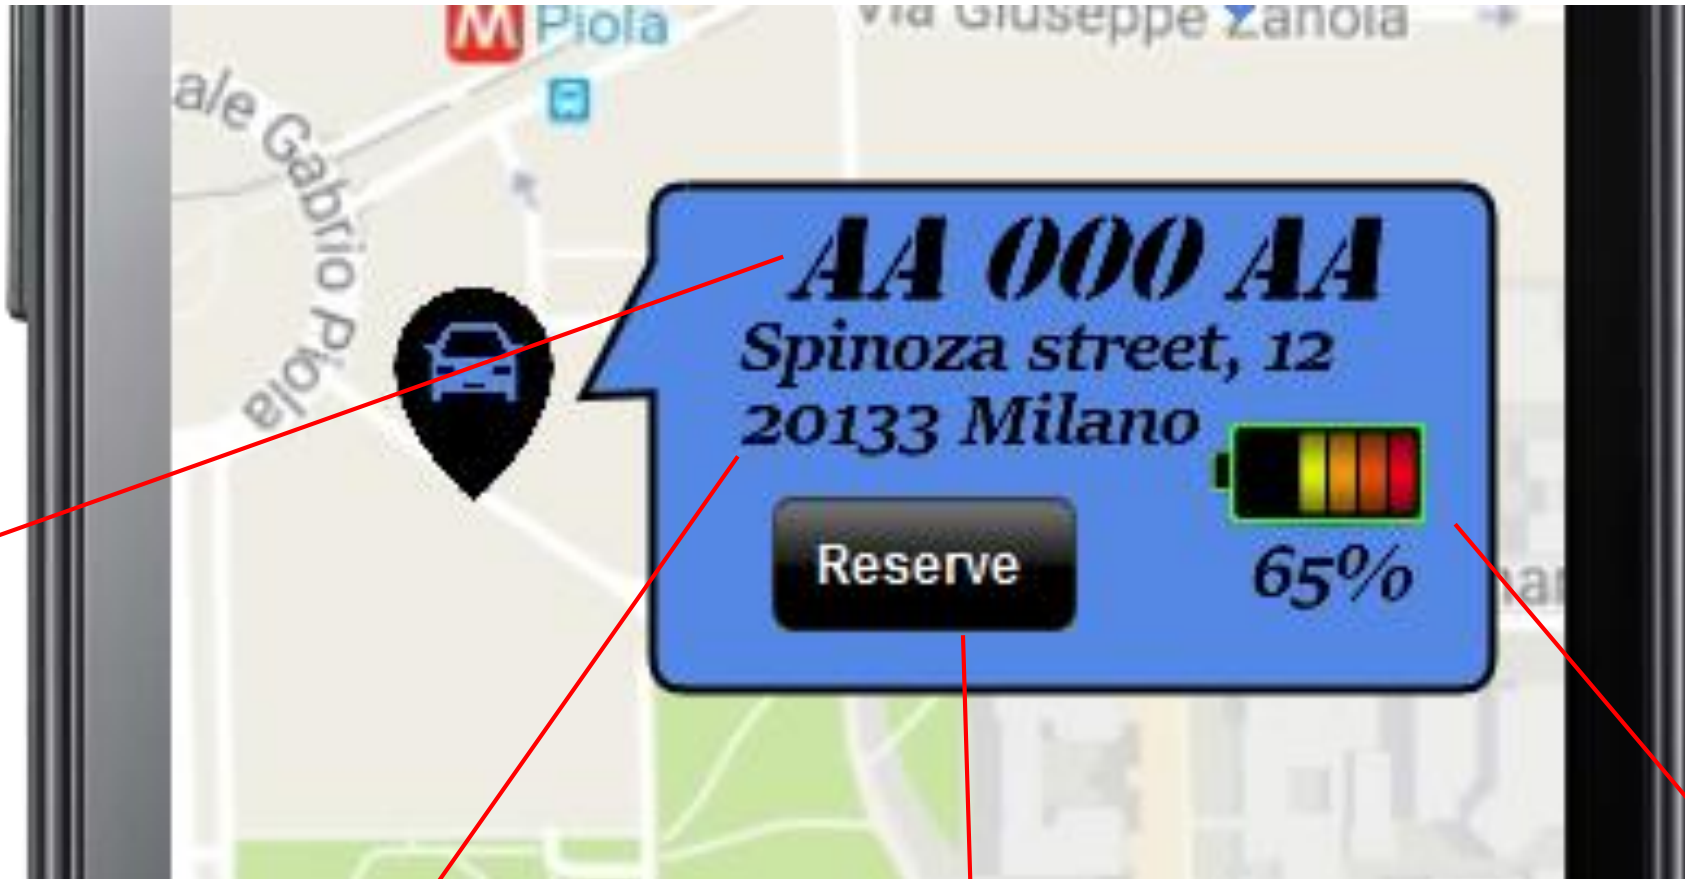 M Piola
Via Giuseppe Zanoia
ale Gabrio Piola
AA 000 AA
Spinoza street, 12
20133 Milano
Reserve
65%